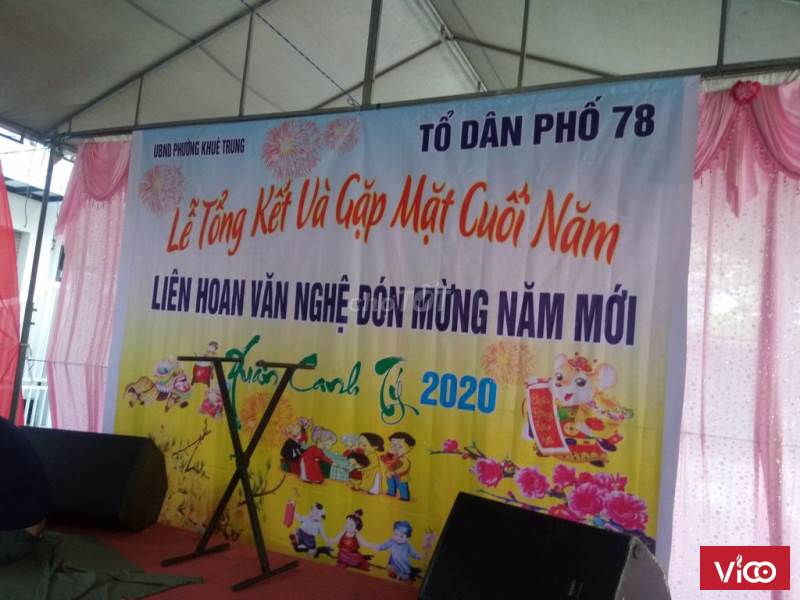 UBND PHƯỜNG KHUÊ TRUNG
TỔ DÂN PHỐ 78
Lễ Tổng Kết Và Gặp Mặt Cuối Năm
LIÊN HOAN VĂN NGHỆ ĐÓN MỪNG NĂM MỚI
Xuân Canh Tý 2020
chợTỐT
ViCO